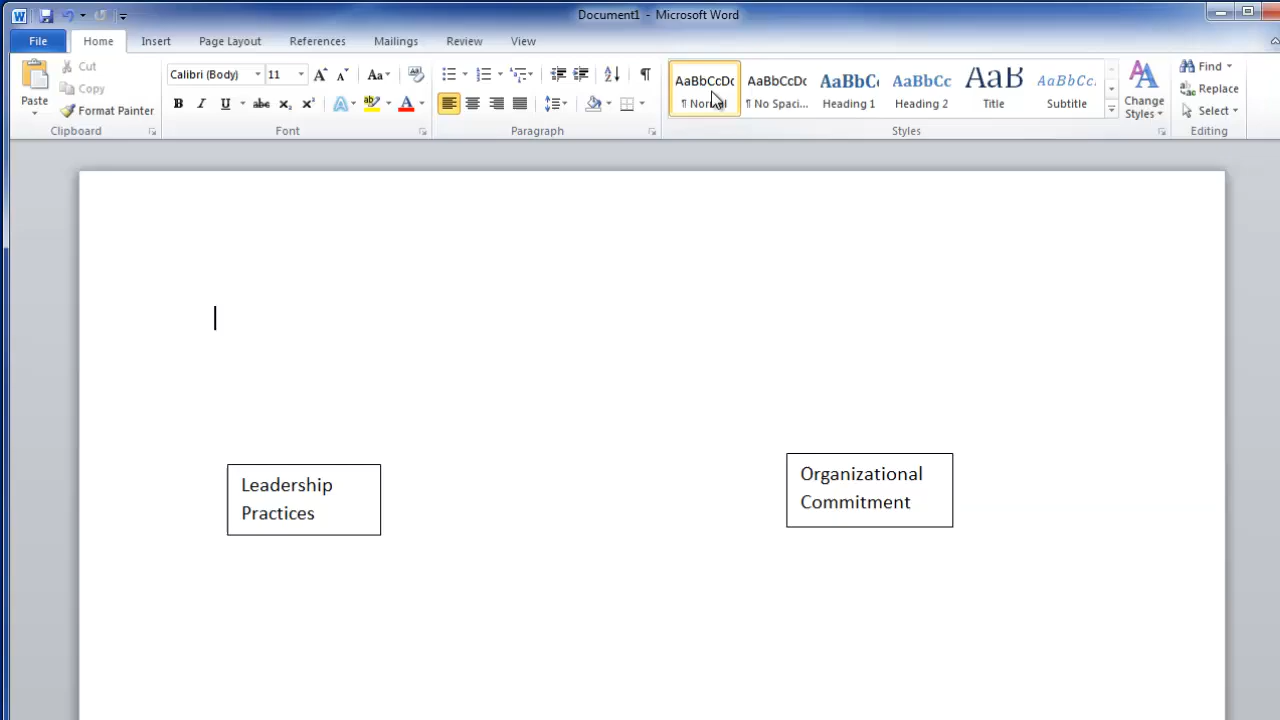 Document1 - Microsoft Word
File Home Insert Page Layout References Mailings Review View
Cut
Copy
Format Painter
Paste
Clipboard
Calibri (Body) 11
Font
Paragraph
AaBbCcDc AaBbCcDc AaBbC AaBbCc AaB AaBbCc.
¶ No Spaci... Heading 1 Heading 2 Title Subtitle
Change
Styles
Styles
Find
Replace
Select
Editing
Leadership
Practices
Organizational
Commitment